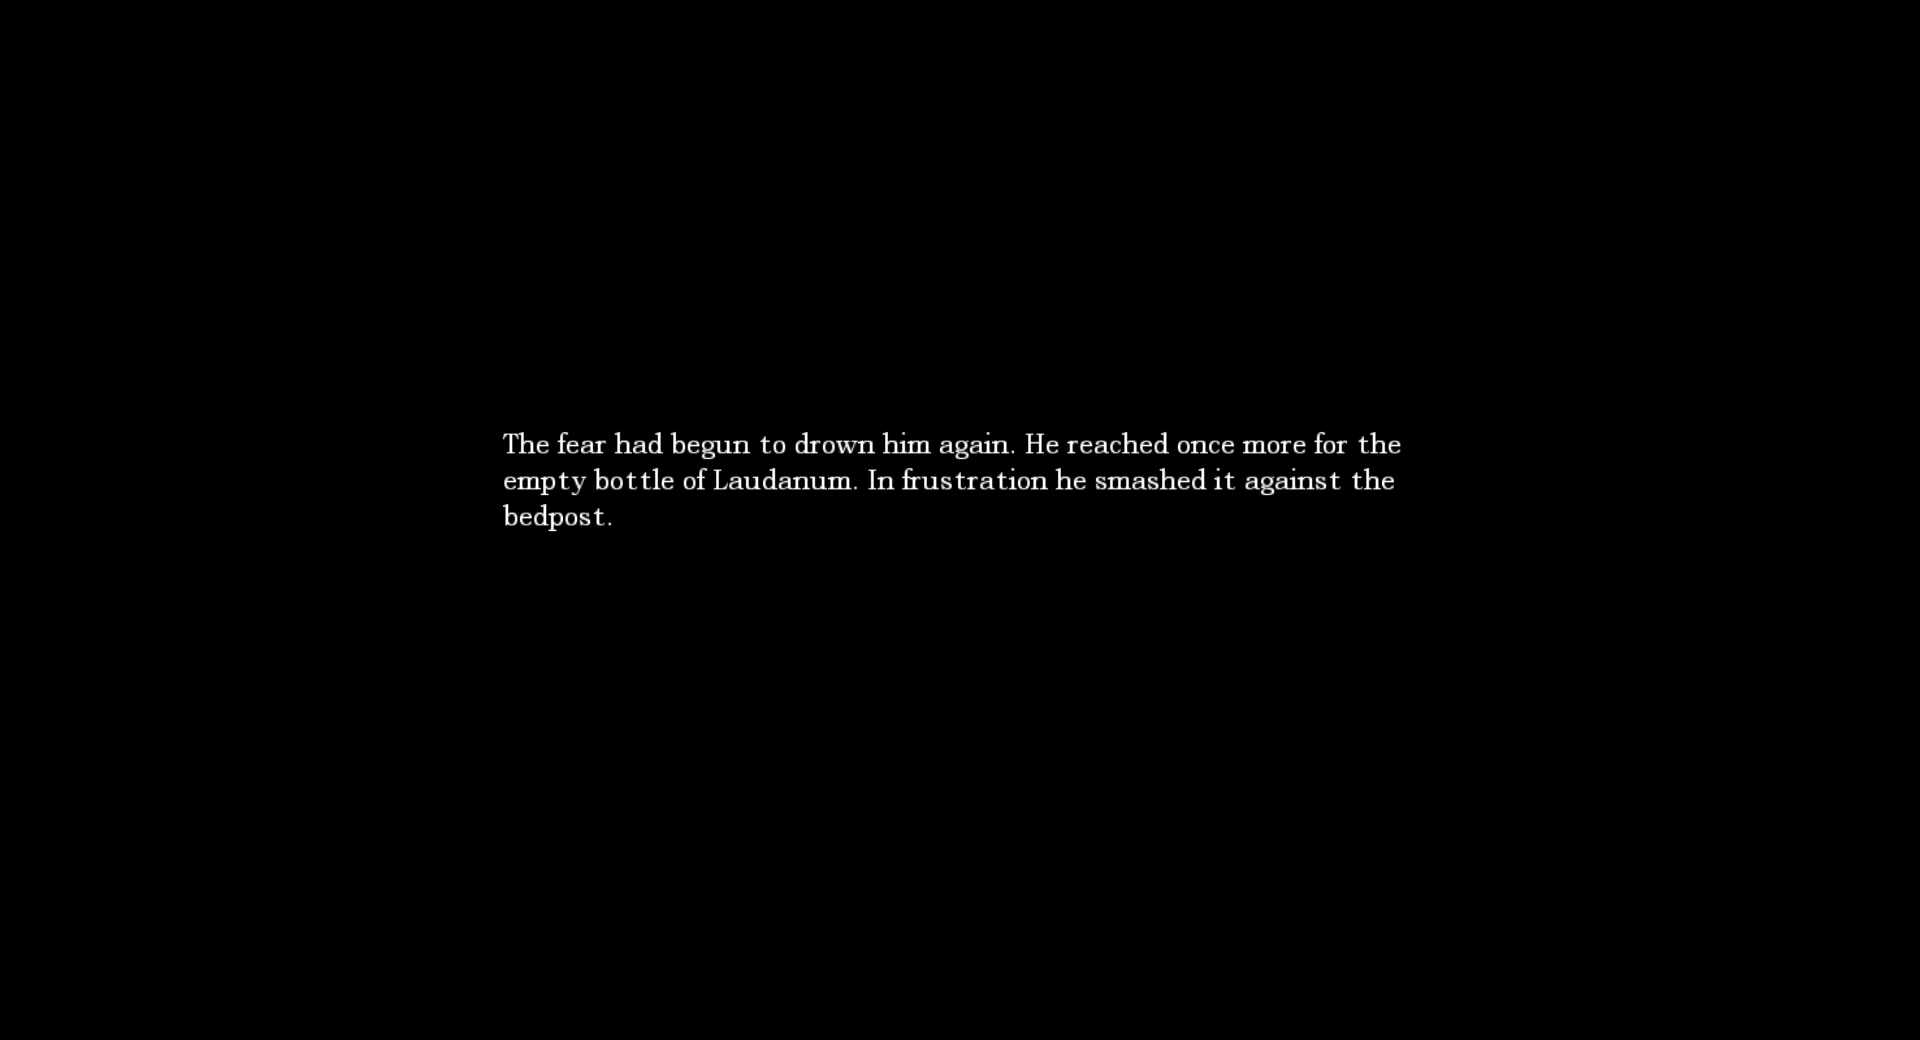 The fear had begun to drown him again. He reached once more for the
empty bottle of Laudanum. In frustration he smashed it against the
bedpost.